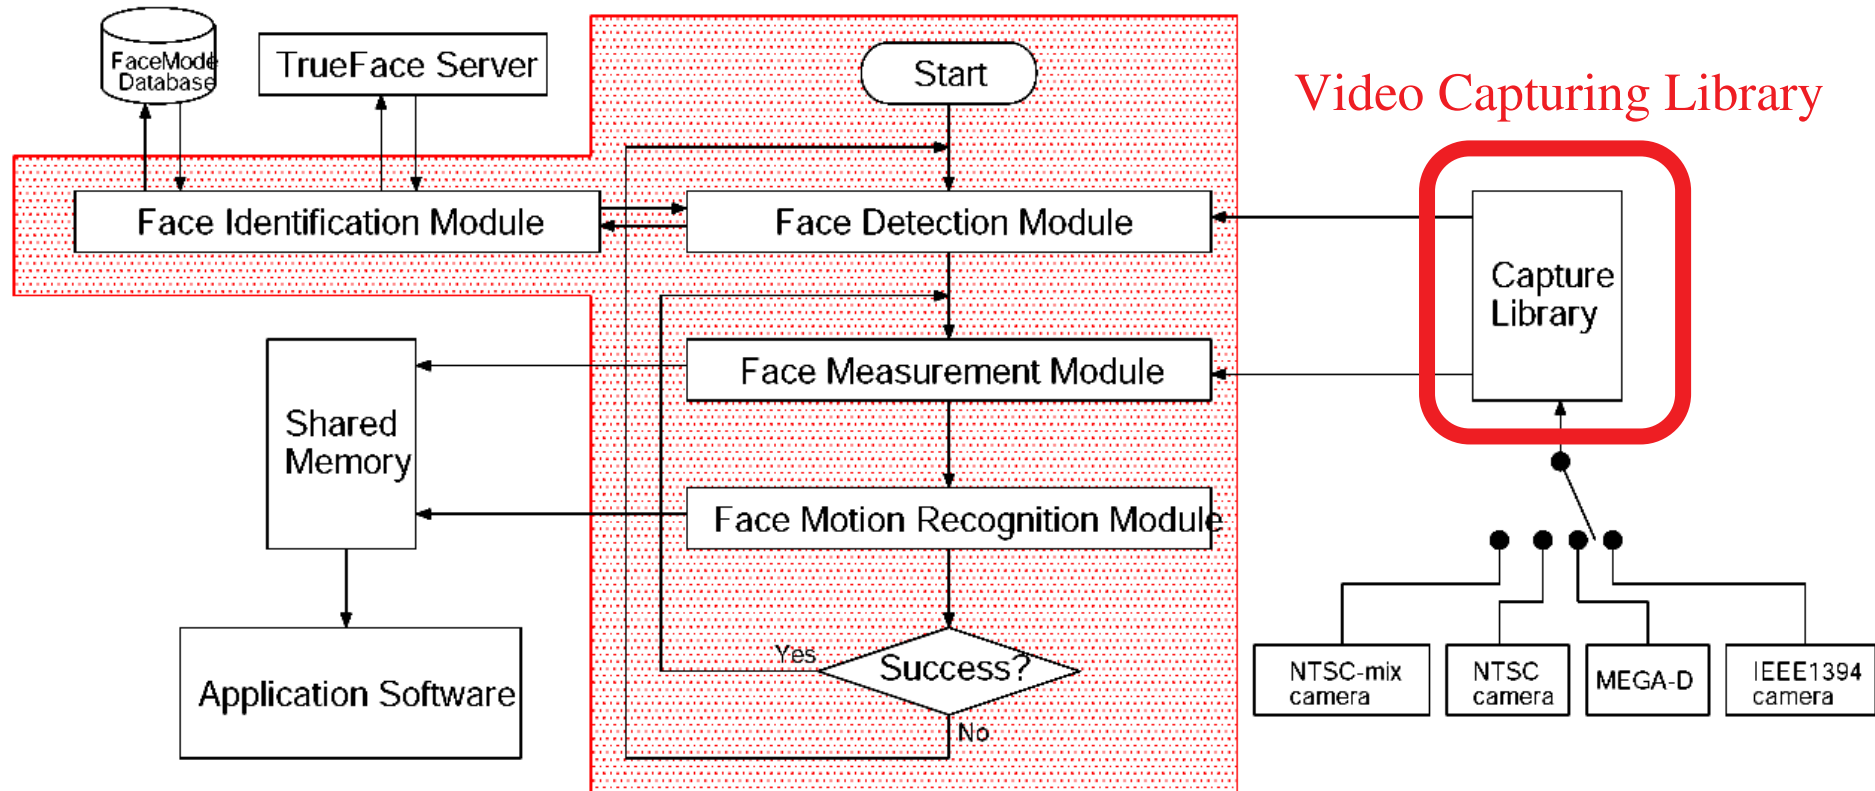 FaceMode
Database
TrueFace Server
Start
Video Capturing Library
Face Identification Module
Face Detection Module
Capture
Library
Face Measurement Module
Shared
Memory
Face Motion Recognition Module
Yes
Success?
No
Application Software
NTSC-mix
camera
NTSC
camera
MEGA-D
IEEE1394
camera